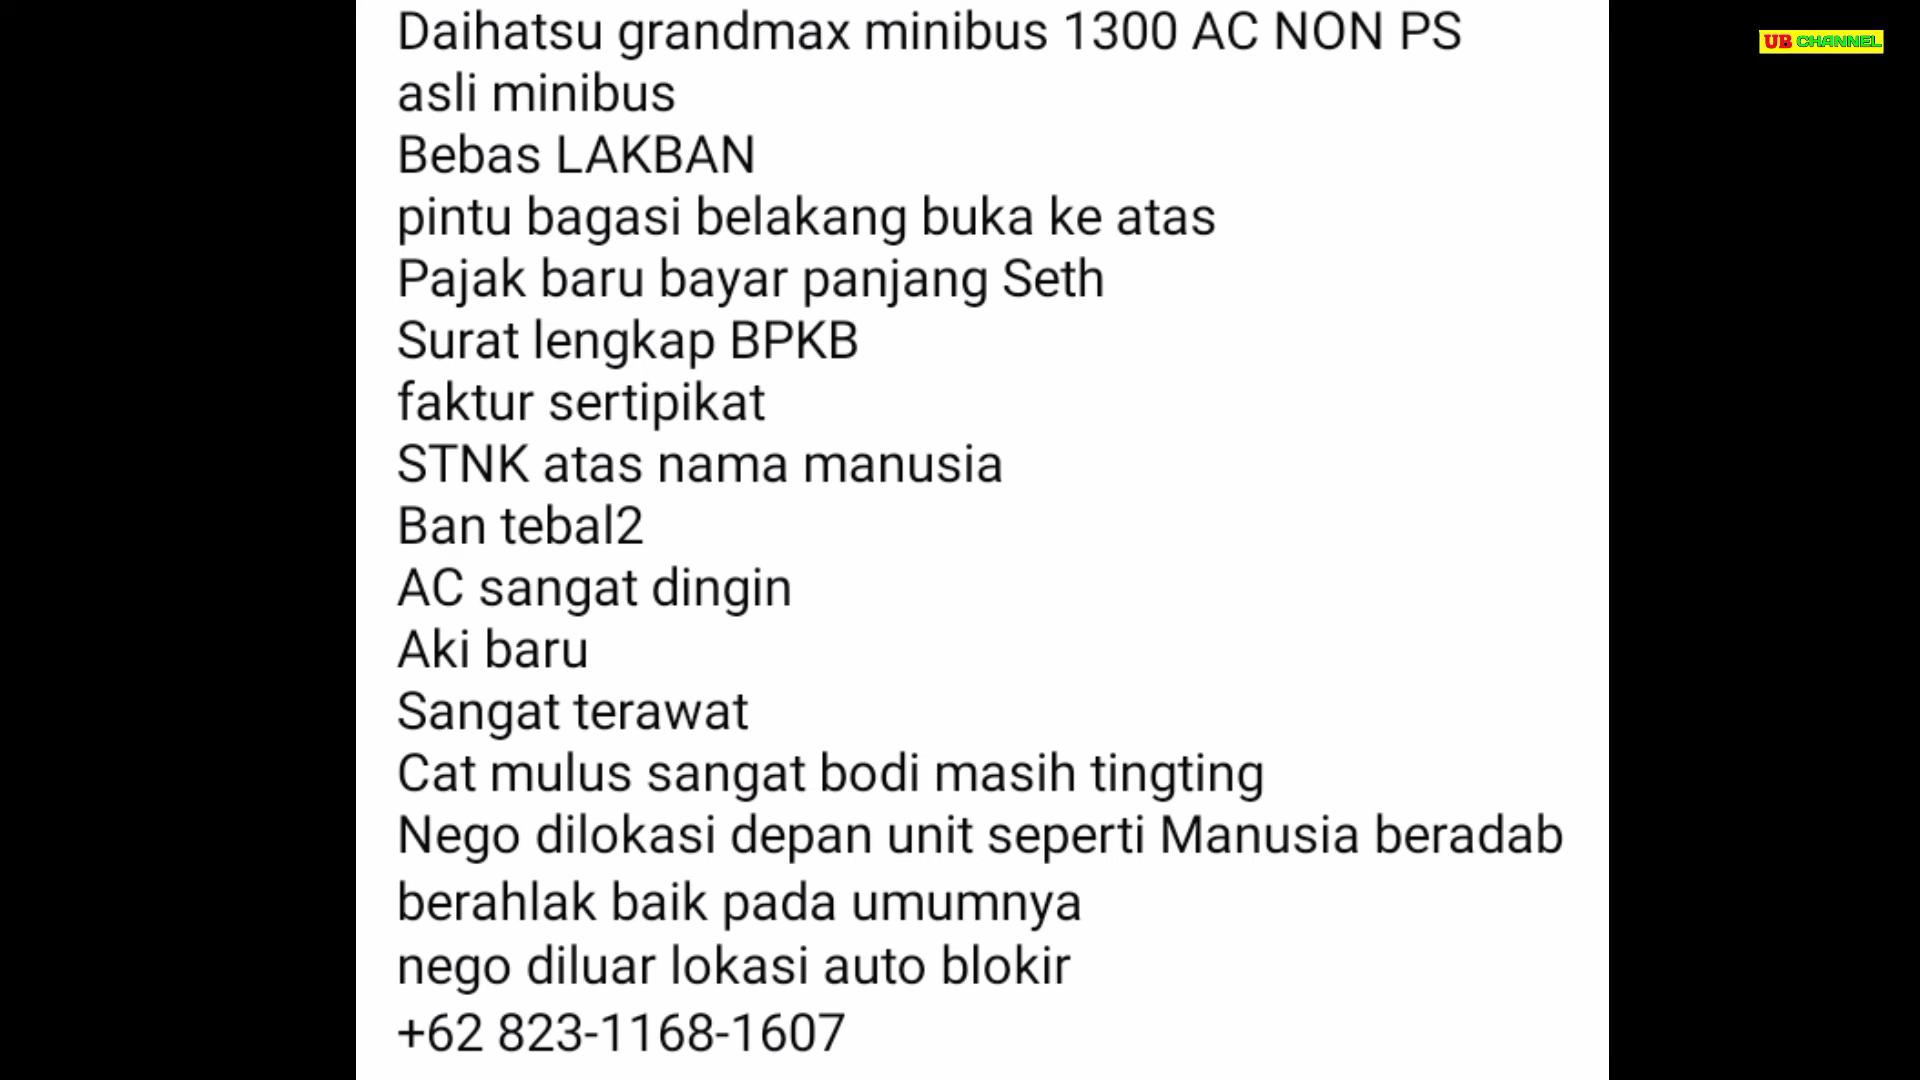 Daihatsu grandmax minibus 1300 AC NON PS
asli minibus
Bebas LAKBAN
pintu bagasi belakang buka ke atas
Pajak baru bayar panjang Seth
Surat lengkap BPKB
faktur sertipikat
STNK atas nama manusia
Ban tebal2
AC sangat dingin
Aki baru
Sangat terawat
Cat mulus sangat bodi masih tingting
Nego dilokasi depan unit seperti Manusia beradab
berahlak baik pada umumnya
nego diluar lokasi auto blokir
+62 823-1168-1607
UB CHANNEL